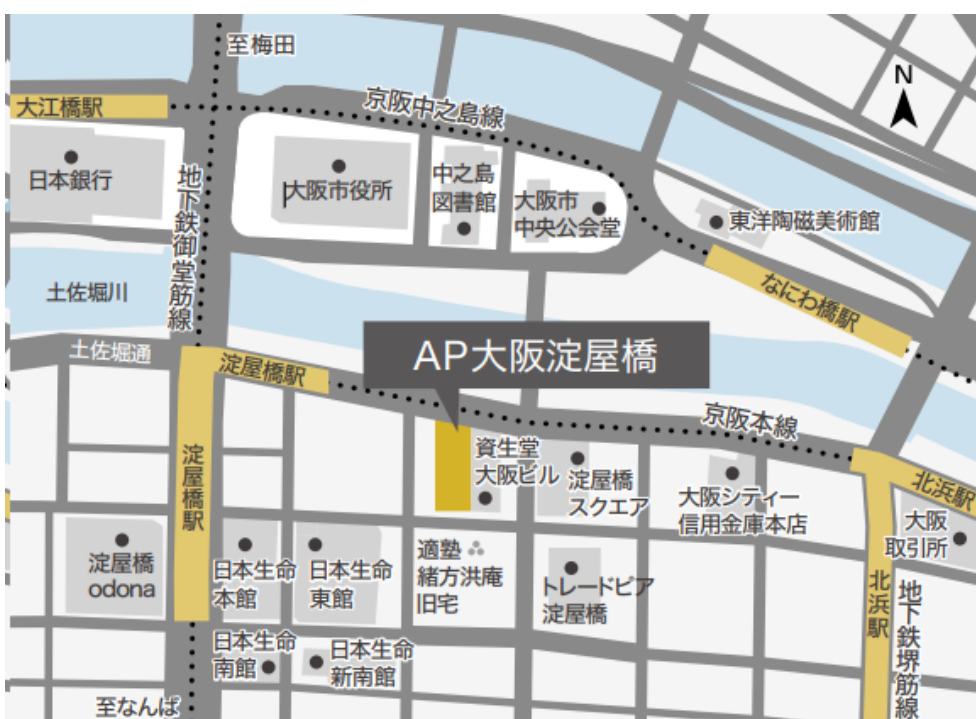 至梅田
N
大江橋駅
京阪中之島線
日本銀行
地下鉄御堂筋線
大阪市役所
中之島
図書館
大阪市
中央公会堂
東洋陶磁美術館
土佐堀川
なにわ橋駅
土佐堀通
淀屋橋駅
AP大阪淀屋橋
京阪本線
淀屋橋駅
資生堂
大阪ビル
淀屋橋
スクエア
大阪シティー
信用金庫本店
北浜駅
大阪
取引所
淀屋橋
odona
日本生命
本館
日本生命
東館
適塾
緒方洪庵
旧宅
トレードピア
淀屋橋
北浜駅
地下鉄堺筋線
日本生命
南館
日本生命
新南館
至なんば